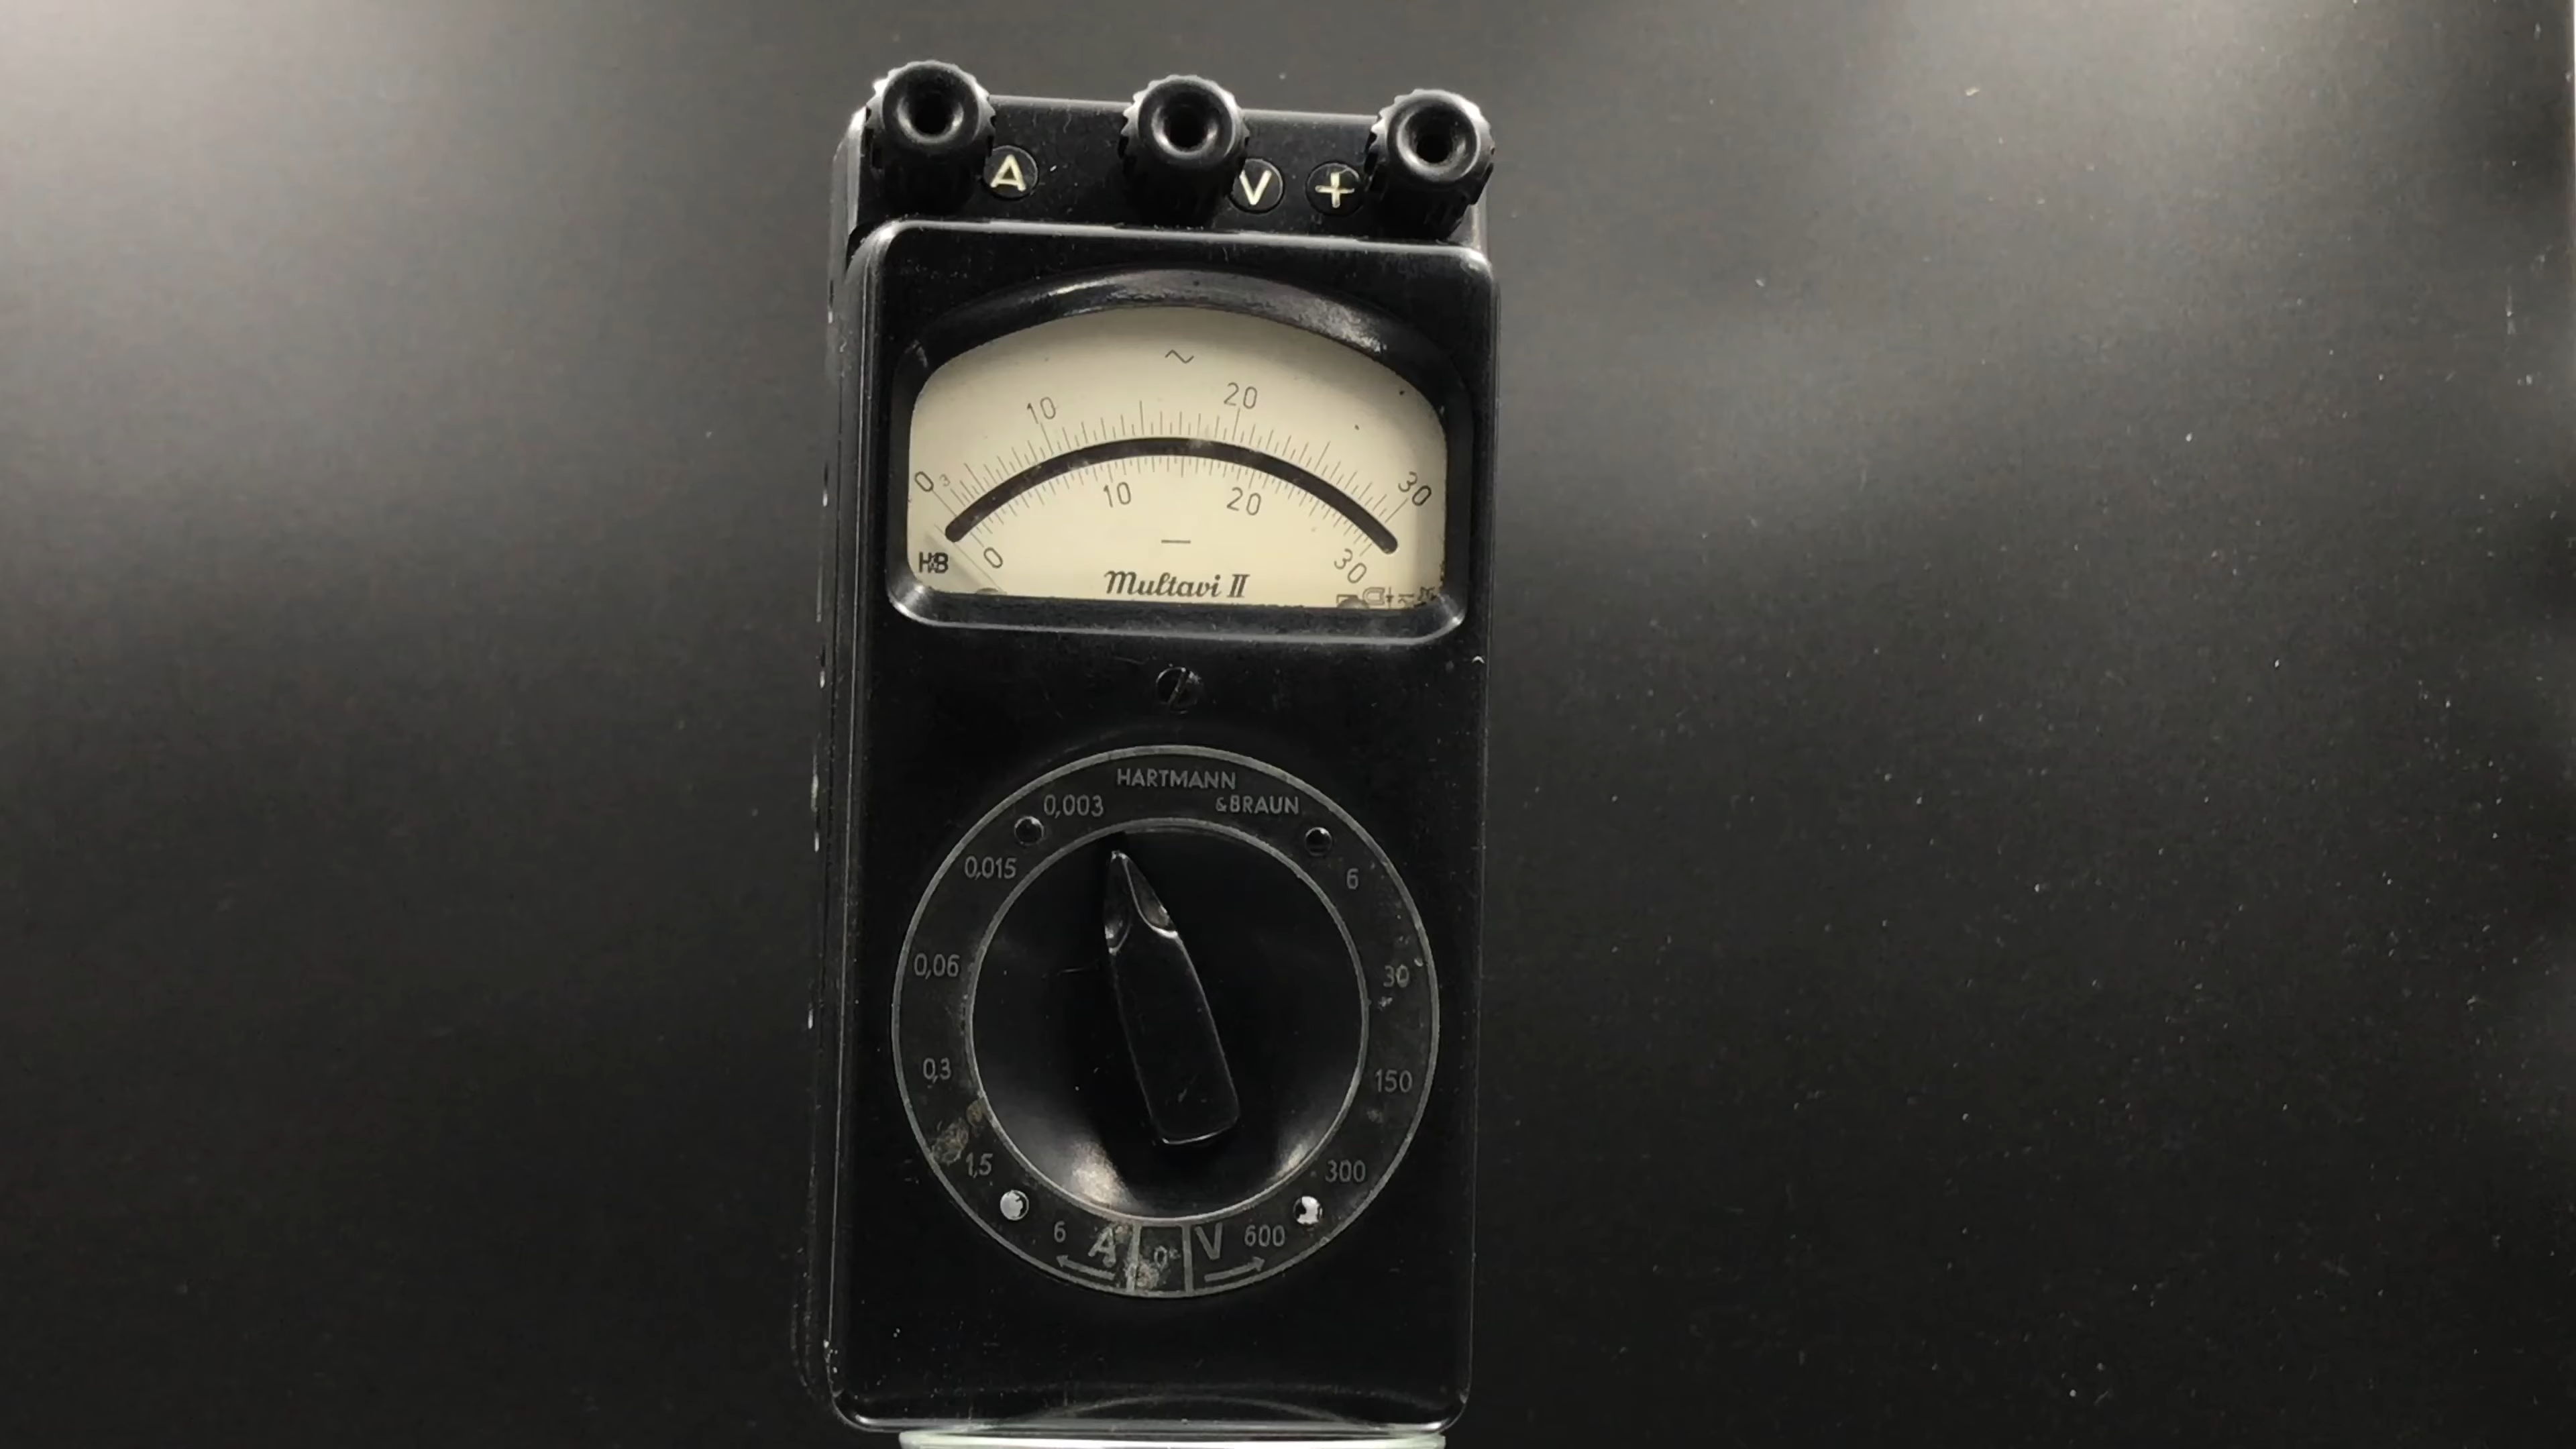 A V +
~
10 20
0 3 30
10 20
0 30
H&B
—
Multavi II
HARTMANN
&BRAUN
0,003
0,015 6
0,06 30
0,3 150
1,5 300
6 A 0 V 600